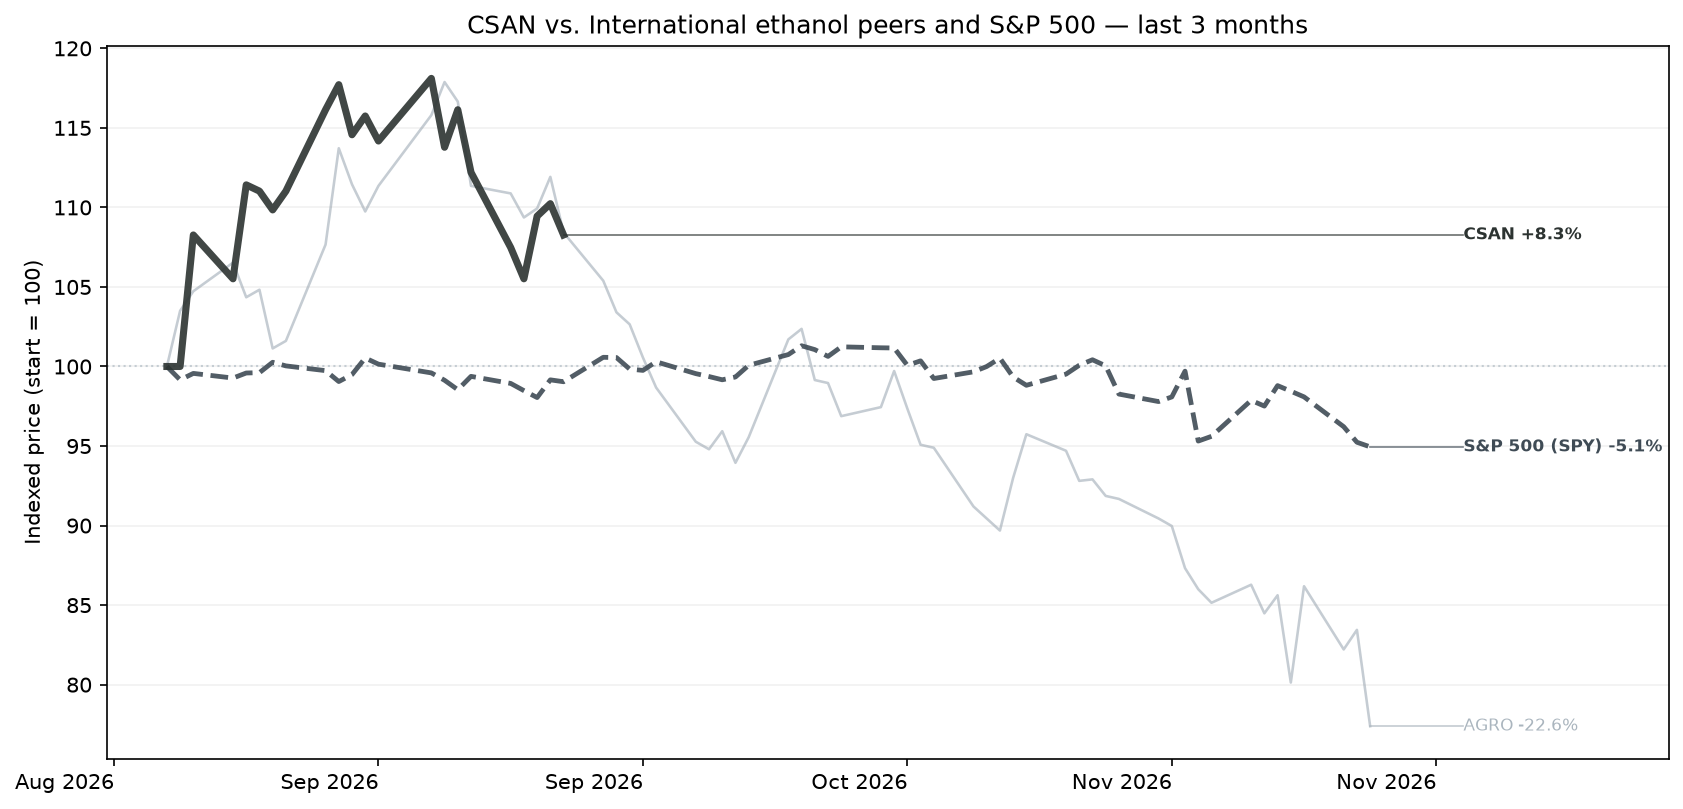 CSAN vs. International ethanol peers and S&P 500 — last 3 months
Indexed price (start = 100)
120
115
110
105
100
95
90
85
80
CSAN +8.3%
S&P 500 (SPY) -5.1%
AGRO -22.6%
Aug 2026
Sep 2026
Sep 2026
Oct 2026
Nov 2026
Nov 2026